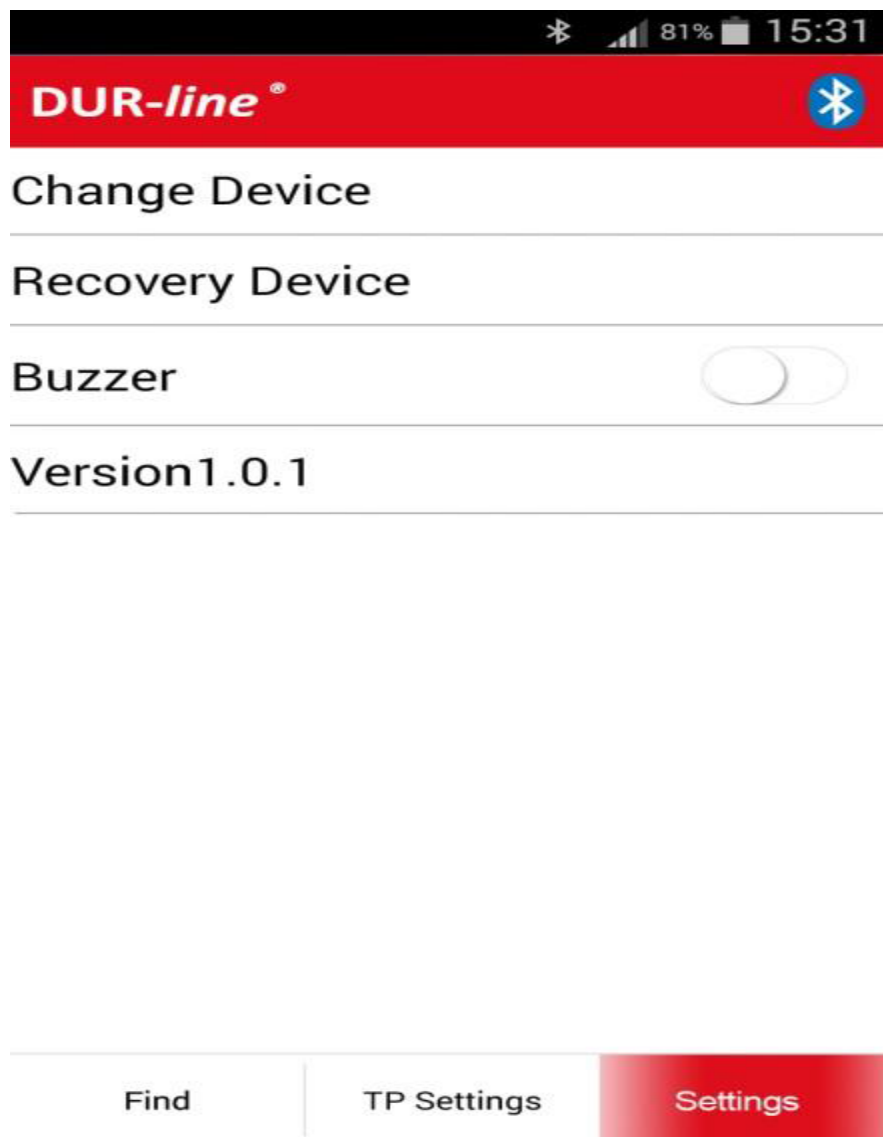 81% 15:31
DUR-line®
Change Device
Recovery Device
Buzzer
Version1.0.1
Find TP Settings Settings